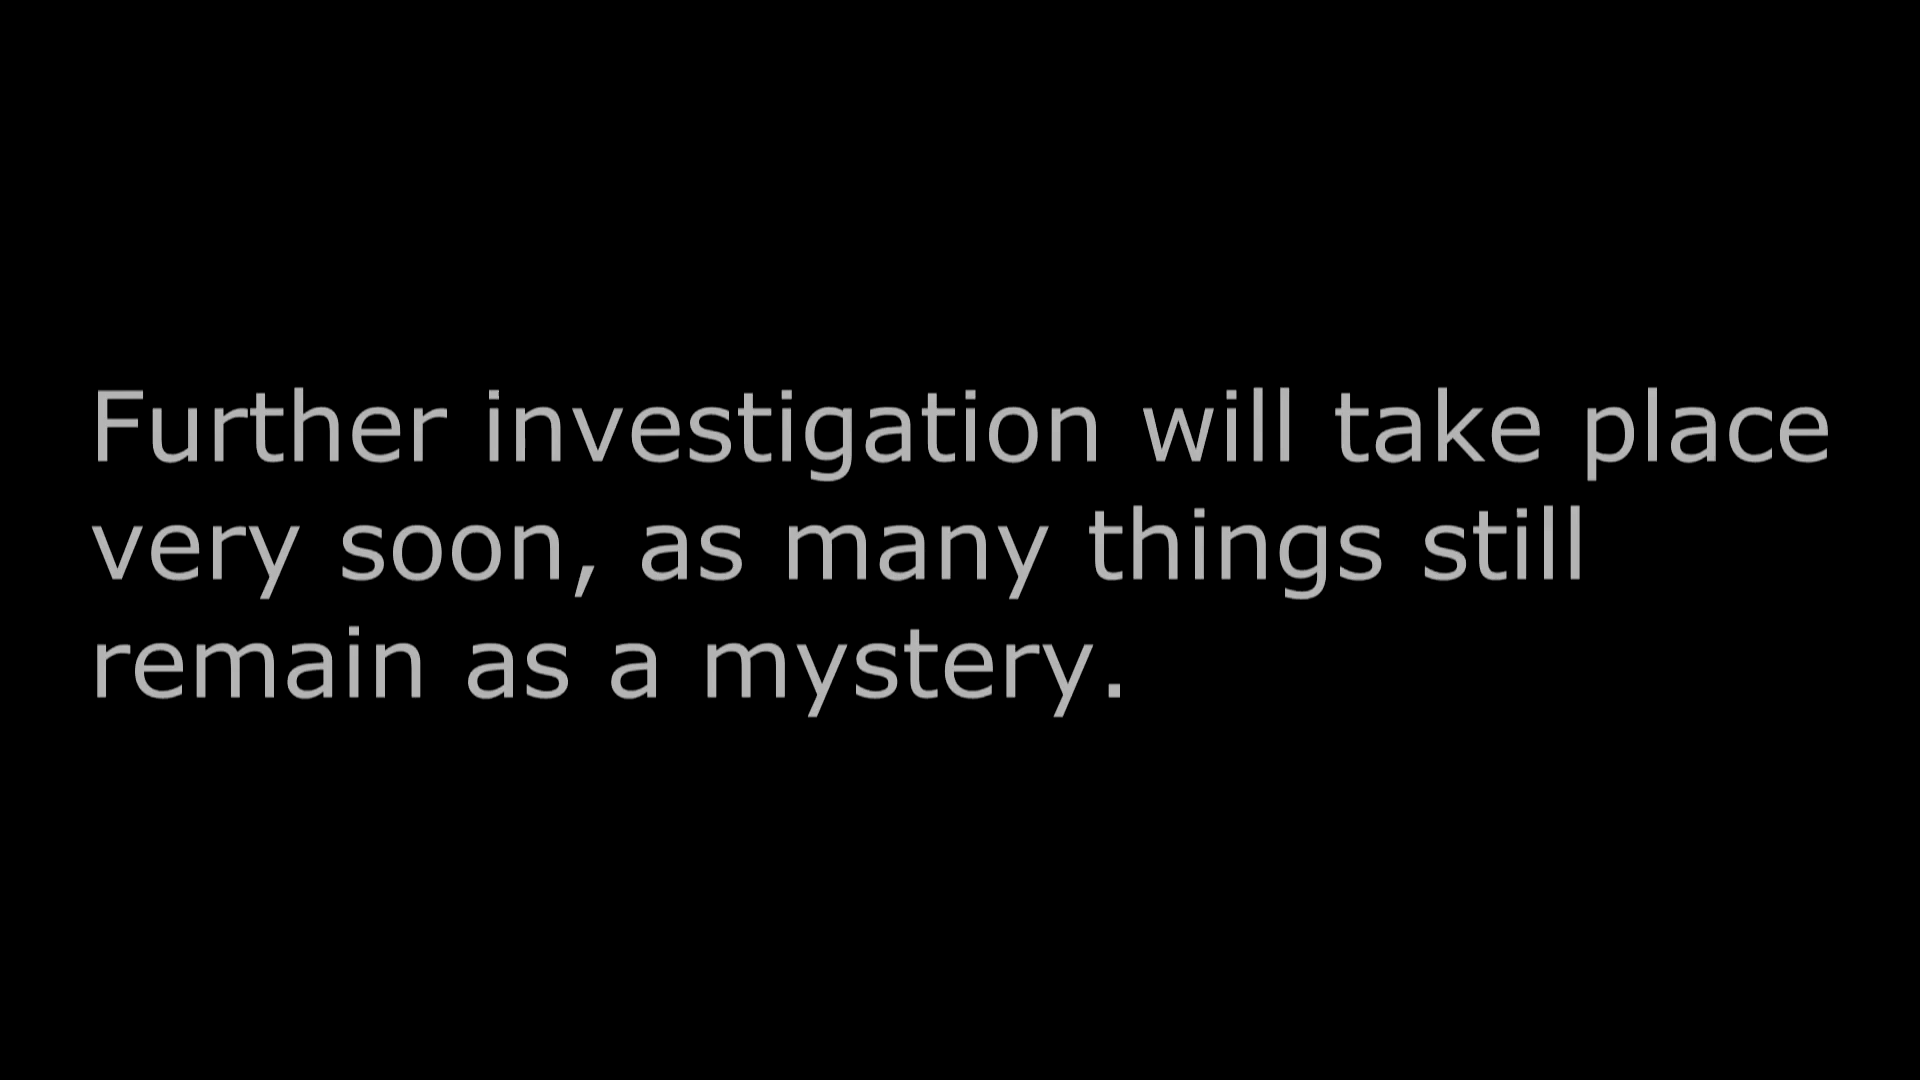 Further investigation will take place
very soon, as many things still
remain as a mystery.